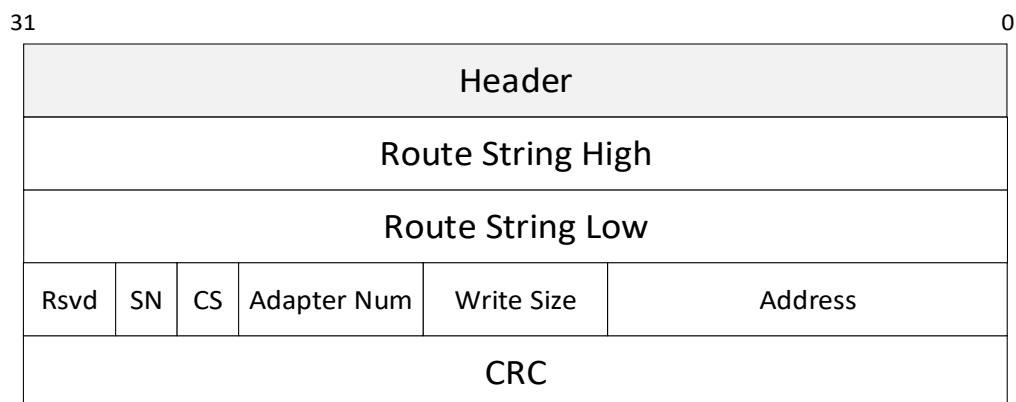 31 0
Header
Route String High
Route String Low
Rsvd SN CS Adapter Num Write Size Address
CRC